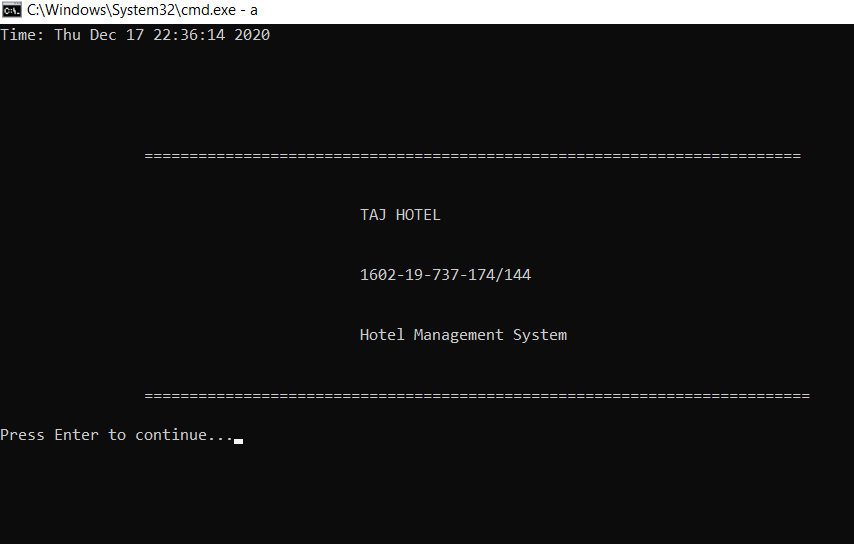 C:\Windows\System32\cmd.exe - a
Time: Thu Dec 17 22:36:14 2020
=========================================================================
TAJ HOTEL
1602-19-737-174/144
Hotel Management System
==========================================================================
Press Enter to continue...